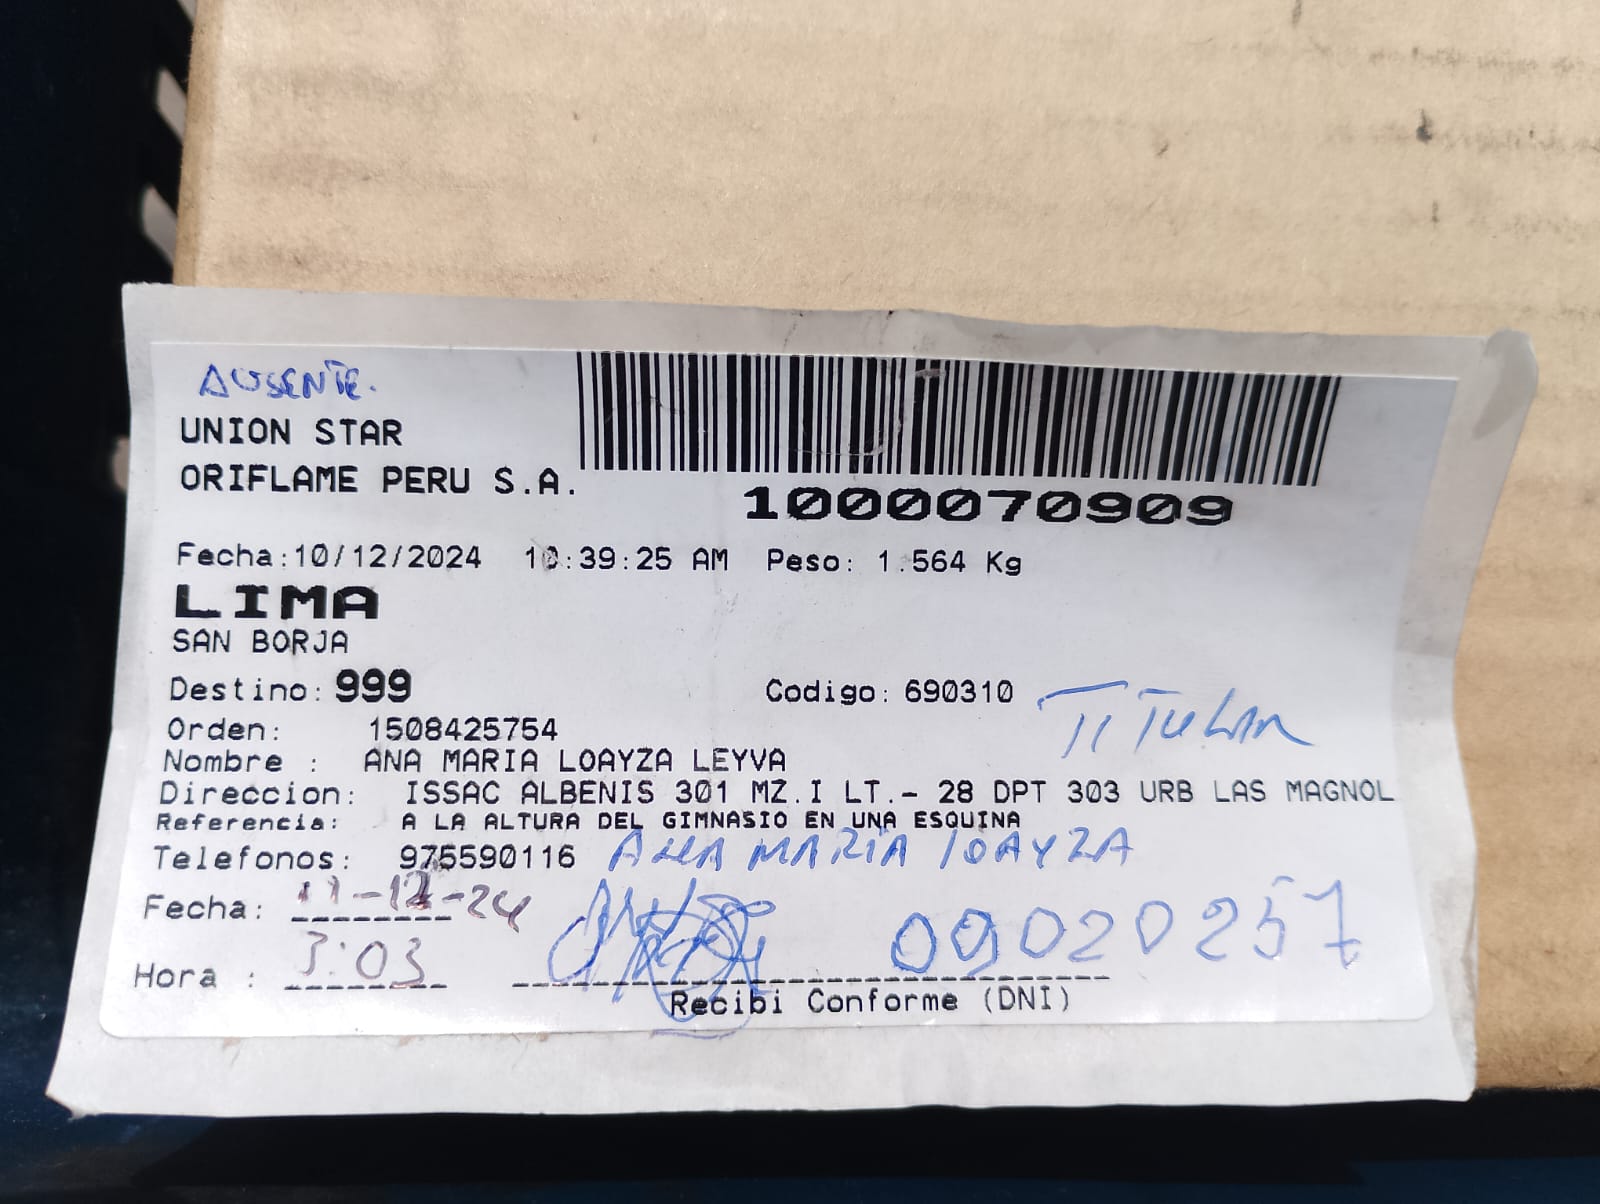 AUSENTE.
UNION STAR
ORIFLAME PERU S.A.
1000070909
Fecha:10/12/2024 10:39:25 AM Peso: 1.564 Kg
LIMA
SAN BORJA
Destino: 999 Codigo: 690310
TITULAR
Orden: 1508425754
Nombre : ANA MARIA LOAYZA LEYVA
Direccion: ISSAC ALBENIS 301 MZ.I LT.- 28 DPT 303 URB LAS MAGNOL
Referencia: A LA ALTURA DEL GIMNASIO EN UNA ESQUINA
Telefonos: 975590116 ANA MARIA LOAYZA
Fecha: 11-12-24
09020257
Hora : 3:03
Recibi Conforme (DNI)